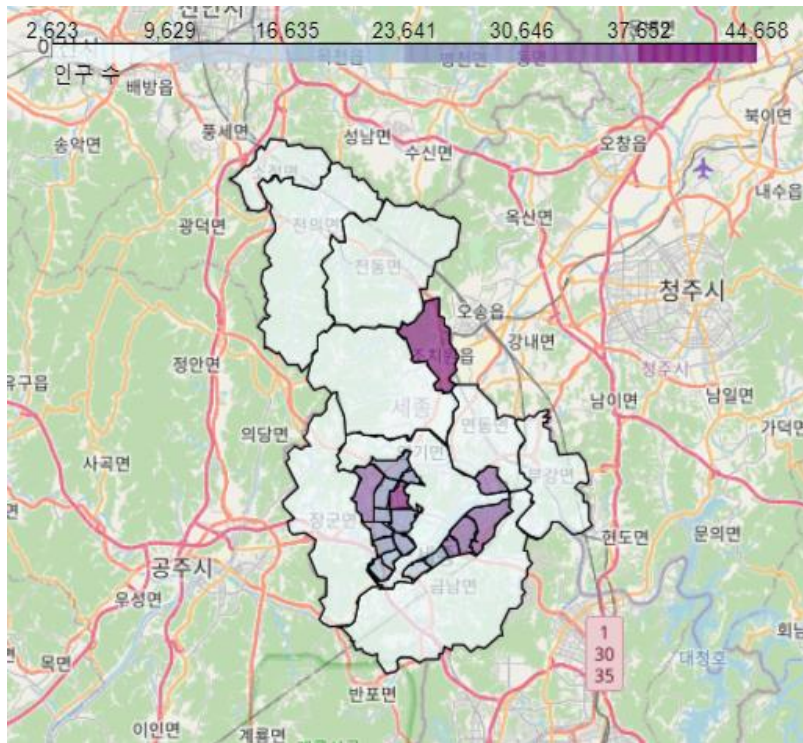 2,623 9,629 16,635 23,641 30,646 37,652 44,658
0
인구 수
배방읍
북이면
풍세면
성남면
송악면
수신면
오창읍
내수읍
전의면
옥산면
광덕면
전동면
청주시
오송읍
강내면
조치원읍
정안면
청주시
유구읍
남이면
남일면
세종
연동면
가덕면
의당면
사곡면
부강면
장군면
현도면
문의면
공주시
금남면
우성면
1
30
35
회남
목면
대청호
반포면
이인면
계룡면